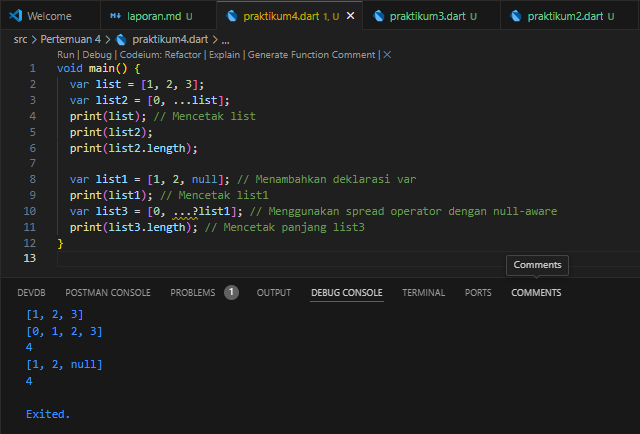 Welcome laporan.md U praktikum4.dart 1, U praktikum3.dart U praktikum2.dart U
src > Pertemuan 4 > praktikum4.dart > ...
Run | Debug | Codeium: Refactor | Explain | Generate Function Comment | X
1 void main() {
2 var list = [1, 2, 3];
3 var list2 = [0, ...list];
4 print(list); // Mencetak list
5 print(list2);
6 print(list2.length);
7
8 var list1 = [1, 2, null]; // Menambahkan deklarasi var
9 print(list1); // Mencetak list1
10 var list3 = [0, ...?list1]; // Menggunakan spread operator dengan null-aware
11 print(list3.length); // Mencetak panjang list3
12 }
13
Comments
DEVDB POSTMAN CONSOLE PROBLEMS 1 OUTPUT DEBUG CONSOLE TERMINAL PORTS COMMENTS
[1, 2, 3]
[0, 1, 2, 3]
4
[1, 2, null]
4
Exited.